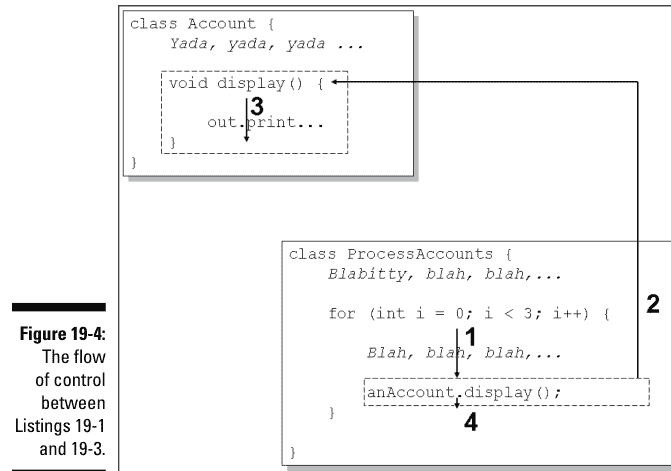 class Account {
Yada, yada, yada ...
void display() {
3
out.print...
}
}
class ProcessAccounts {
Blabitty, blah, blah,...
for (int i = 0; i < 3; i++) {
2
1
Blah, blah, blah,...
anAccount.display();
4
}
}
Figure 19-4:
The flow
of control
between
Listings 19-1
and 19-3.